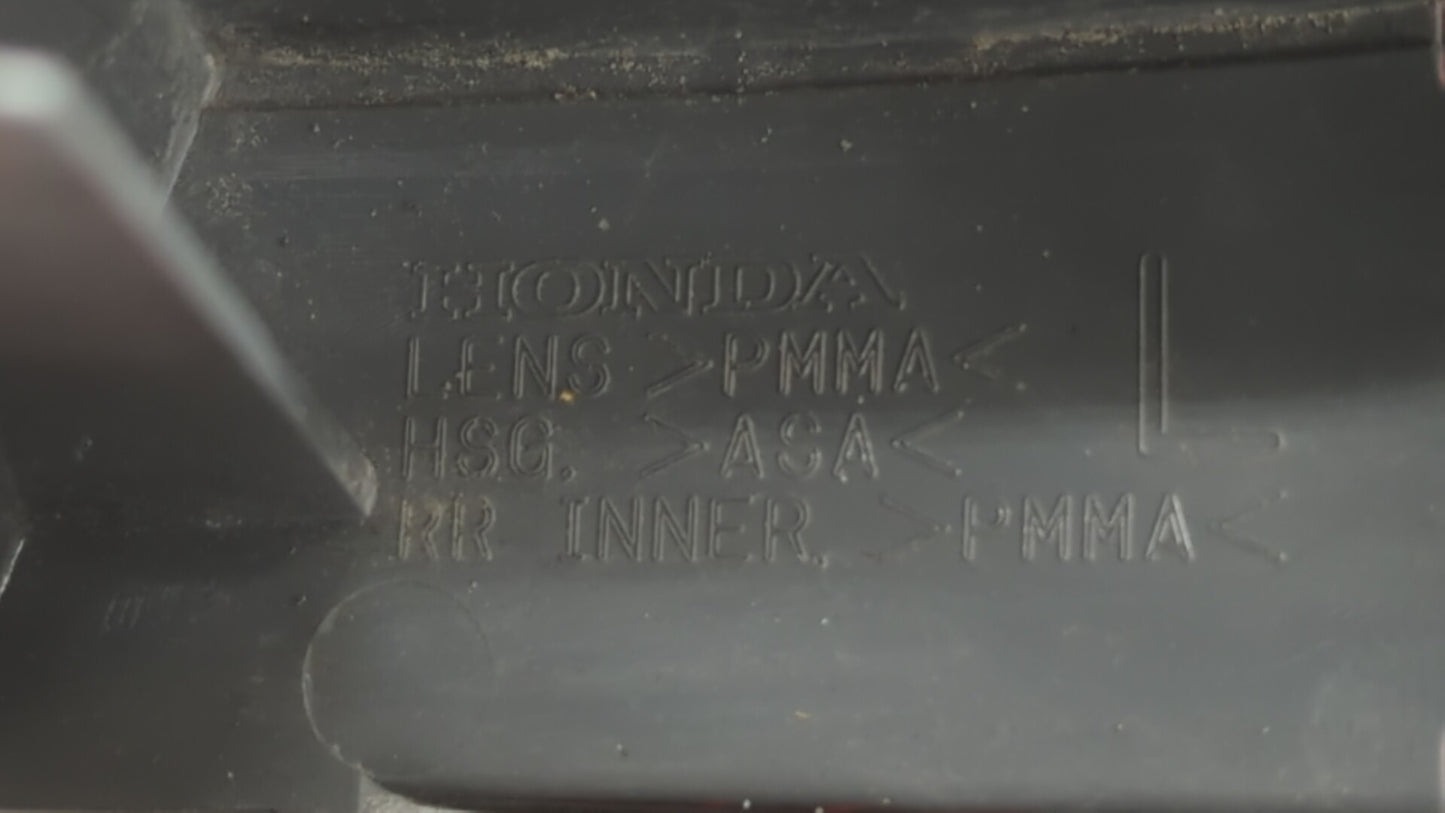 HONDA
LENS >PMMA<
HSG. >ASA<
RR INNER. >PMMA<
L